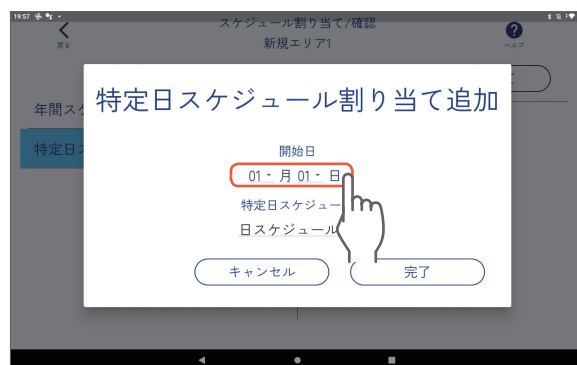 19:57
スケジュール割り当て/確認
戻る
新規エリア1
?
ヘルプ
年間ス
特定日ス
特定日スケジュール割り当て追加
開始日
01 月 01 日
特定日スケジュー
日スケジュール
キャンセル
完了